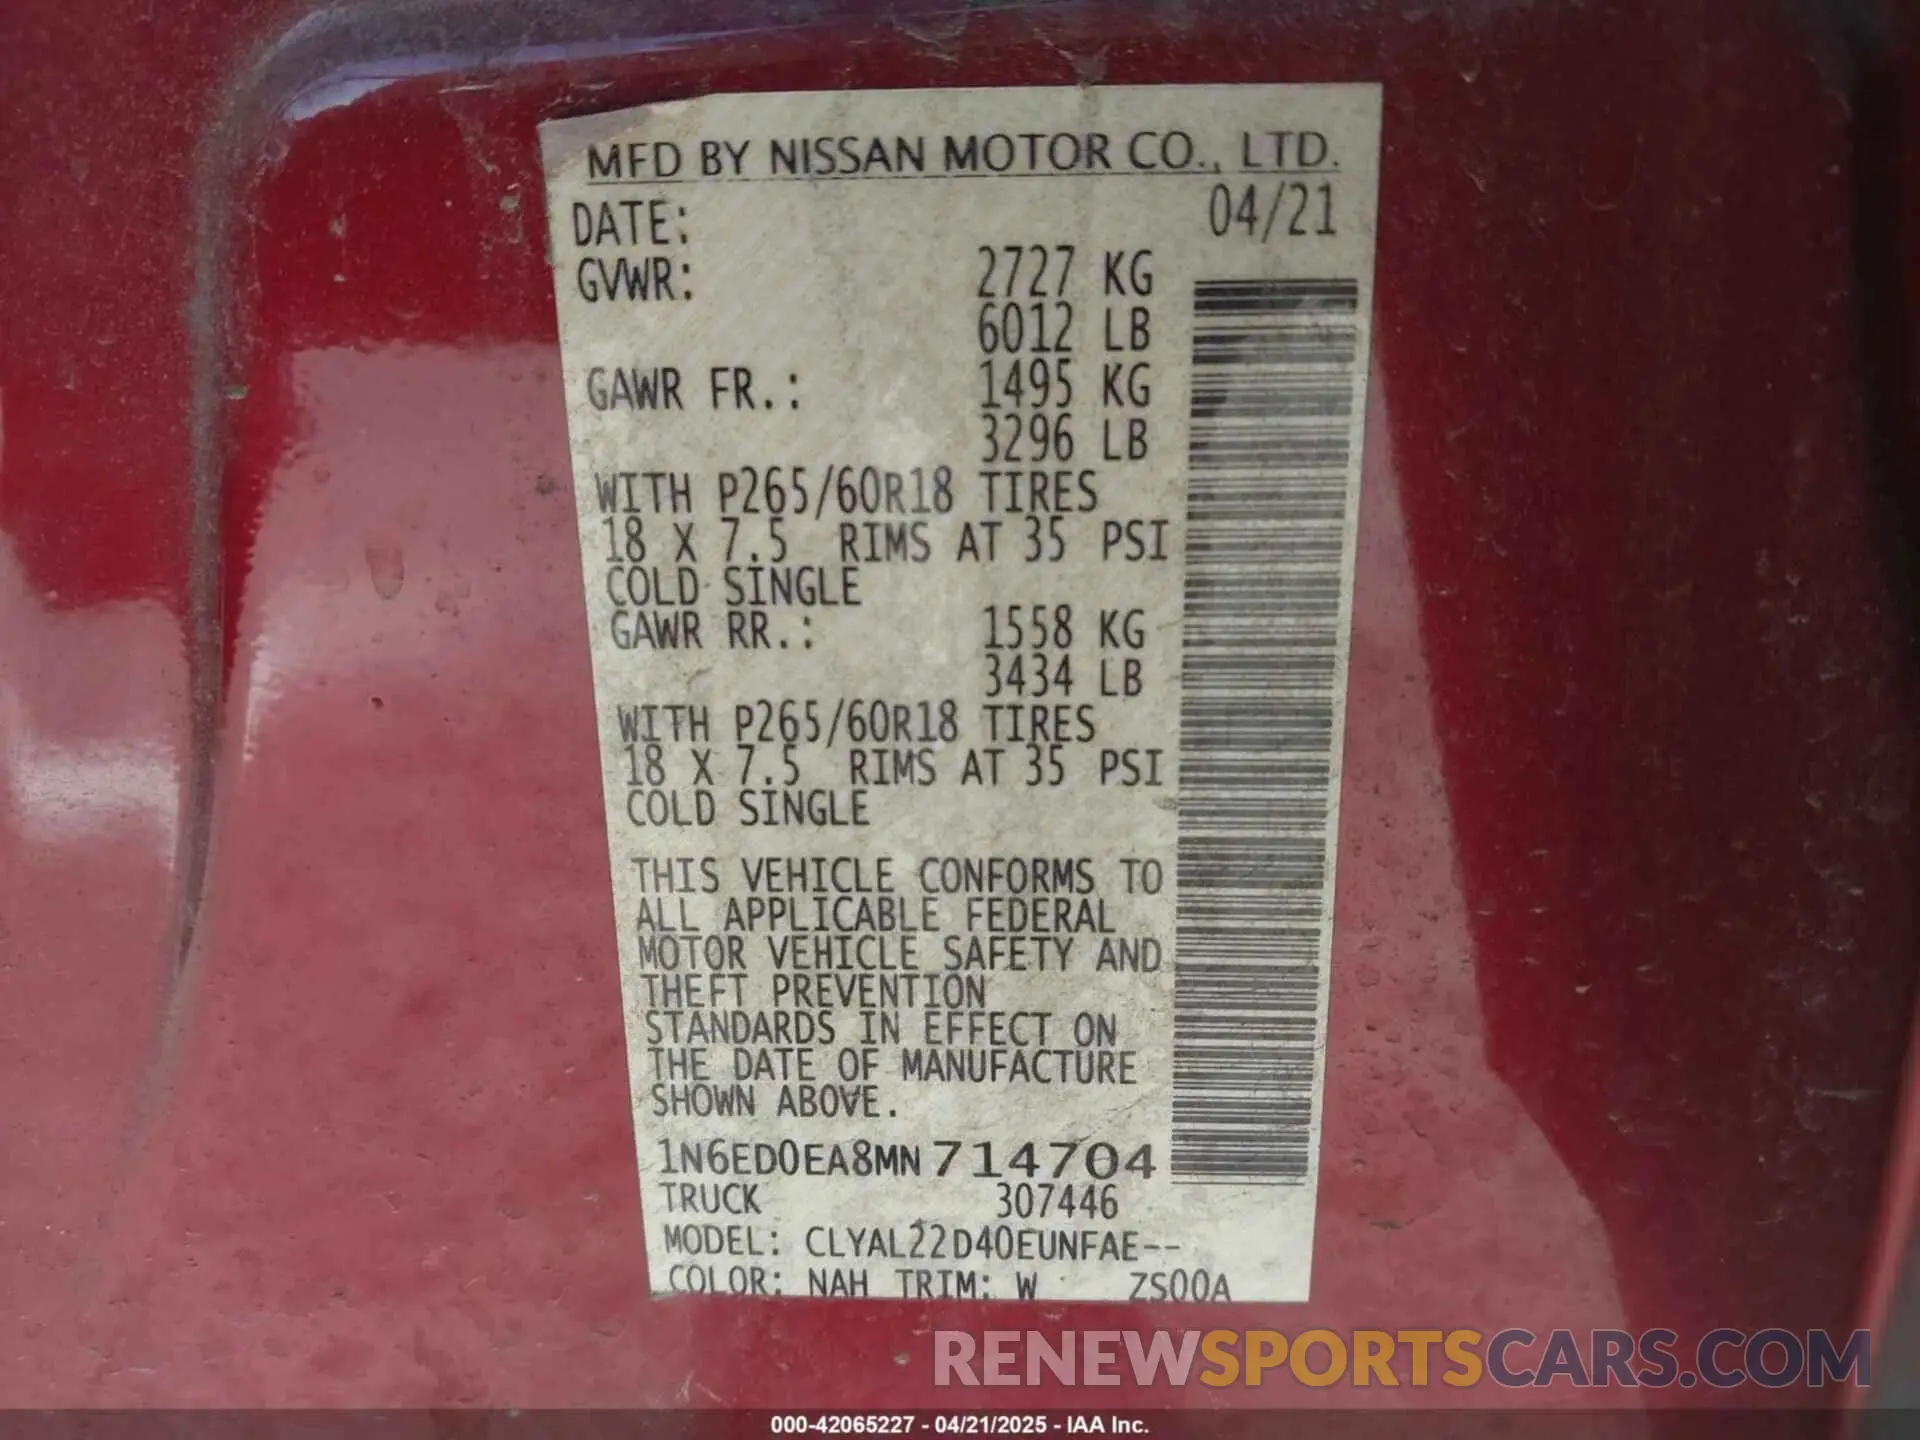 MFD BY NISSAN MOTOR CO., LTD.
DATE: 04/21
GVWR: 2727 KG
6012 LB
GAWR FR.: 1495 KG
3296 LB
WITH P265/60R18 TIRES
18 X 7.5 RIMS AT 35 PSI
COLD SINGLE
GAWR RR.: 1558 KG
3434 LB
WITH P265/60R18 TIRES
18 X 7.5 RIMS AT 35 PSI
COLD SINGLE
THIS VEHICLE CONFORMS TO
ALL APPLICABLE FEDERAL
MOTOR VEHICLE SAFETY AND
THEFT PREVENTION
STANDARDS IN EFFECT ON
THE DATE OF MANUFACTURE
SHOWN ABOVE.
1N6ED0EA8MN714704
TRUCK 307446
MODEL: CLYAL22D40EUNFAE--
COLOR: NAH TRIM: W ZS00A
RENEWSPORTSCARS.COM
000-42065227 - 04/21/2025 - IAA Inc.